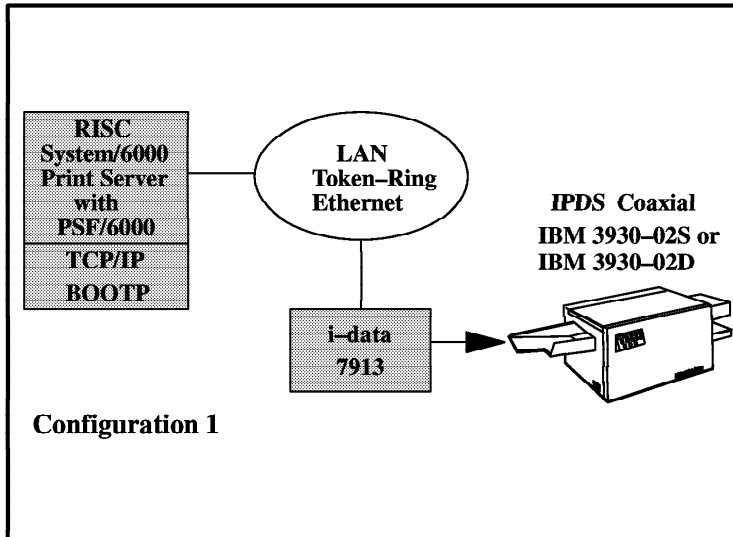 RISC
System/6000
Print Server
with
PSF/6000
TCP/IP
BOOTP
LAN
Token–Ring
Ethernet
i–data
7913
IPDS Coaxial
IBM 3930–02S or
IBM 3930–02D
Configuration 1